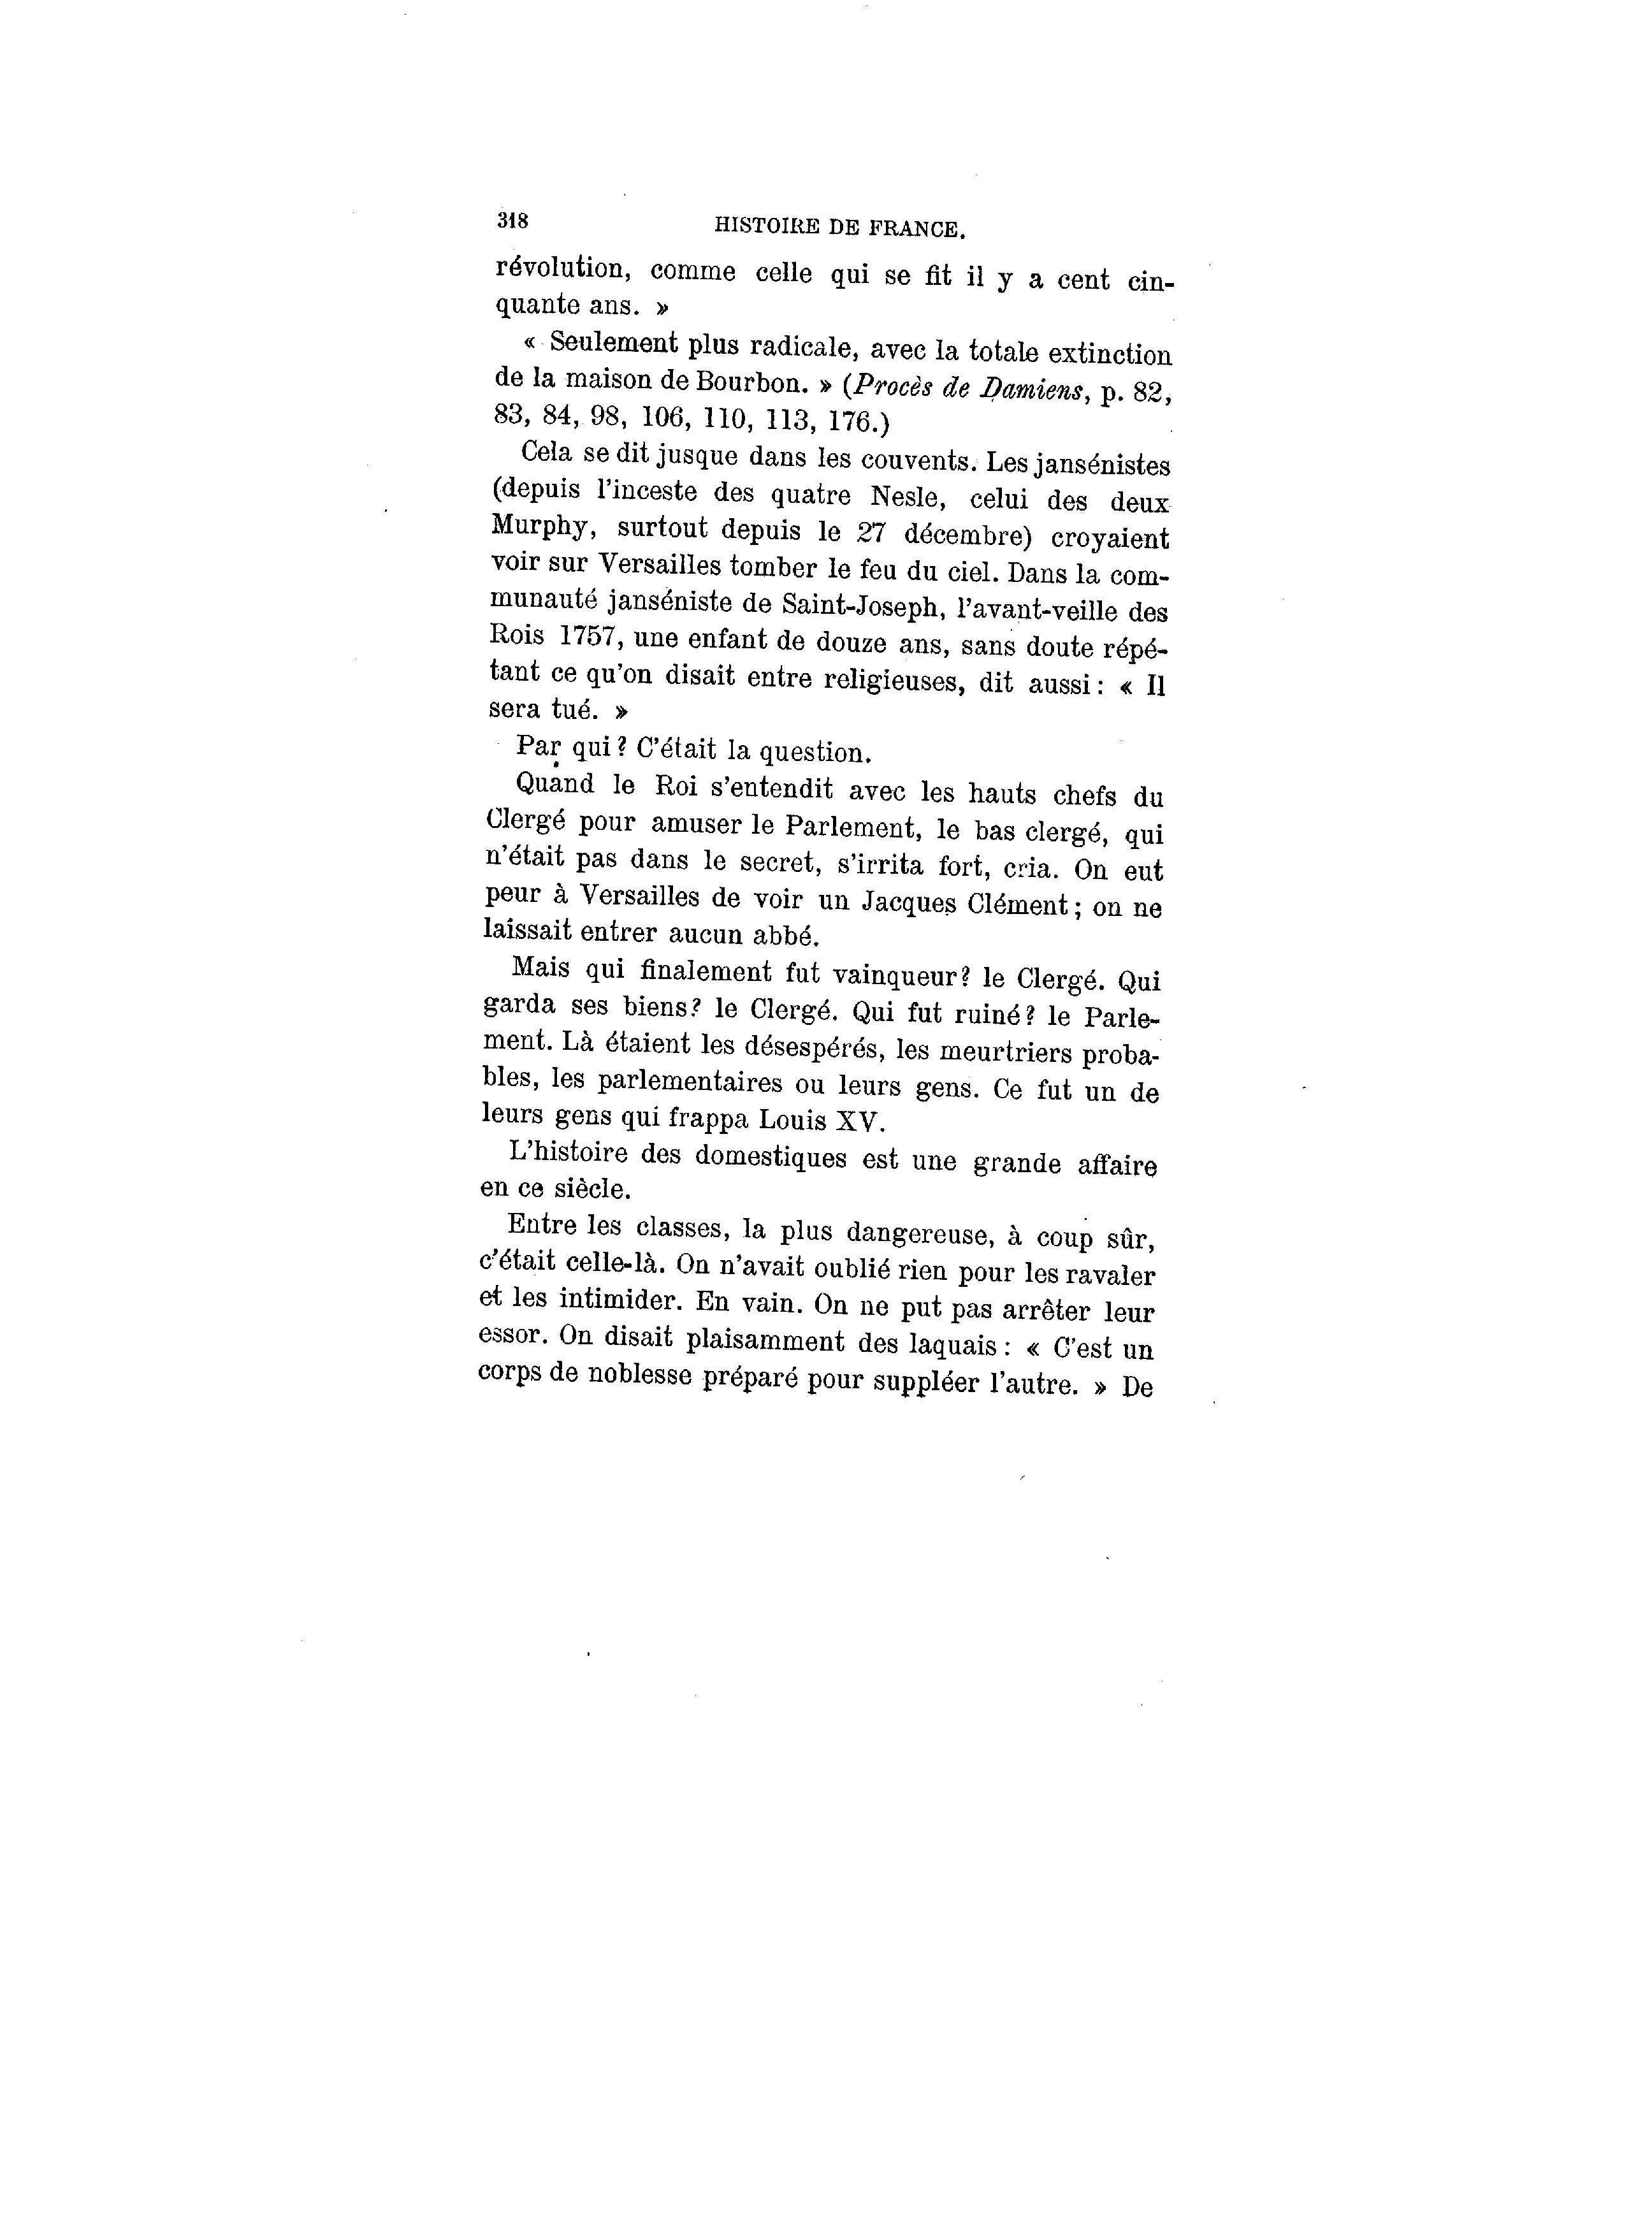 318 HISTOIRE DE FRANCE.
révolution, comme celle qui se fit il y a cent cin-
quante ans. »
« Seulement plus radicale, avec la totale extinction
de la maison de Bourbon. » (Procès de Damiens, p. 82,
83, 84, 98, 106, 110, 113, 176.)
Cela se dit jusque dans les couvents. Les jansénistes
(depuis l'inceste des quatre Nesle, celui des deux
Murphy, surtout depuis le 27 décembre) croyaient
voir sur Versailles tomber le feu du ciel. Dans la com-
munauté janséniste de Saint-Joseph, l'avant-veille des
Rois 1757, une enfant de douze ans, sans doute répé-
tant ce qu'on disait entre religieuses, dit aussi : « Il
sera tué. »
Par qui ? C'était la question.
Quand le Roi s'entendit avec les hauts chefs du
Clergé pour amuser le Parlement, le bas clergé, qui
n'était pas dans le secret, s'irrita fort, cria. On eut
peur à Versailles de voir un Jacques Clément ; on ne
laissait entrer aucun abbé.
Mais qui finalement fut vainqueur ? le Clergé. Qui
garda ses biens ? le Clergé. Qui fut ruiné ? le Parle-
ment. Là étaient les désespérés, les meurtriers proba-
bles, les parlementaires ou leurs gens. Ce fut un de
leurs gens qui frappa Louis XV.
L'histoire des domestiques est une grande affaire
en ce siècle.
Entre les classes, la plus dangereuse, à coup sûr,
c'était celle-là. On n'avait oublié rien pour les ravaler
et les intimider. En vain. On ne put pas arrêter leur
essor. On disait plaisamment des laquais : « C'est un
corps de noblesse préparé pour suppléer l'autre. » De